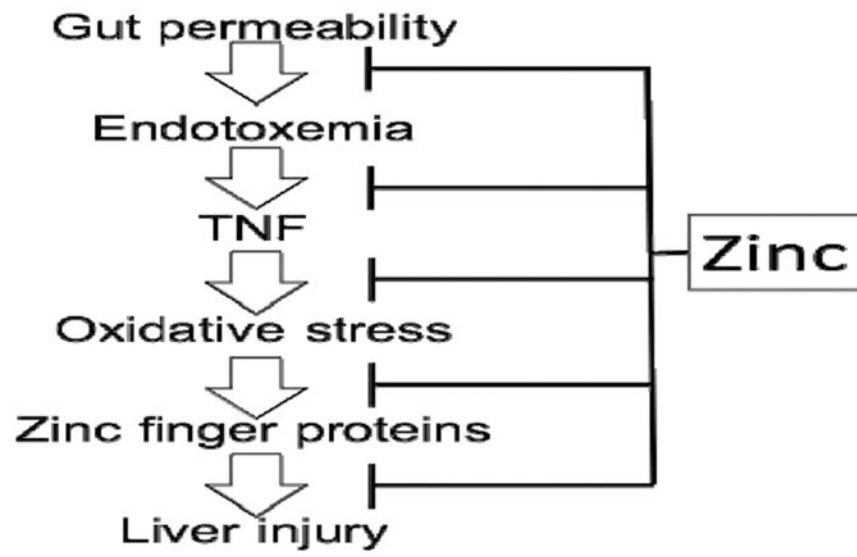 Gut permeability
Endotoxemia
TNF
Zinc
Oxidative stress
Zinc finger proteins
Liver injury